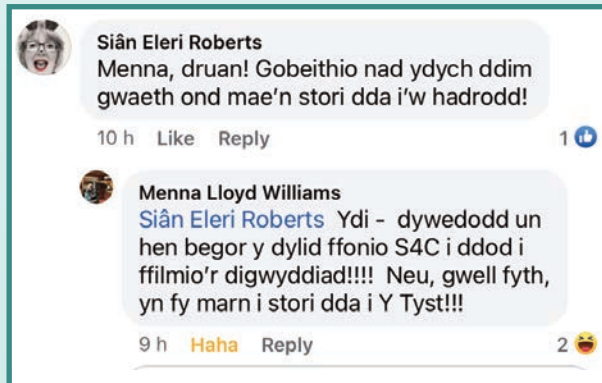 Siân Eleri Roberts
Menna, druan! Gobeithio nad ydych ddim
gwaeth ond mae'n stori dda i'w hadrodd!
10 h Like Reply 1
Menna Lloyd Williams
Siân Eleri Roberts Ydi - dywedodd un
hen begor y dylid ffonio S4C i ddod i
ffilmio'r digwyddiad!!!! Neu, gwell fyth,
yn fy marn i stori dda i Y Tyst!!!
9 h Haha Reply 2